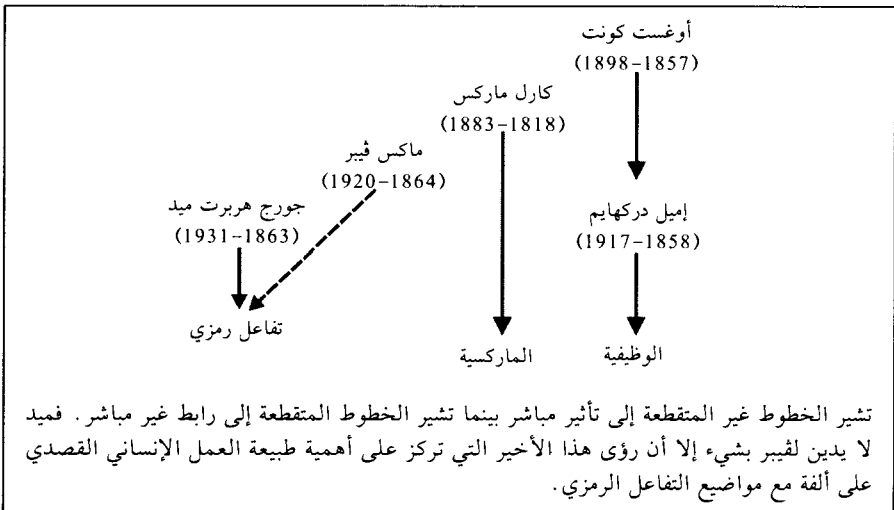 أوغست كونت
(1898-1857)
كارل ماركس
(1883-1818)
ماكس ڤيبر
(1920-1864)
جورج هربرت ميد
(1931-1863)
إميل دركهايم
(1917-1858)
تفاعل رمزي
الماركسية
الوظيفية
تشير الخطوط غير المتقطعة إلى تأثير مباشر بينما تشير الخطوط المتقطعة إلى رابط غير مباشر. فميد
لا يدين لڤيبر بشيء إلا أن رؤى هذا الأخير التي تركز على أهمية طبيعة العمل الإنساني القصدي
على ألفة مع مواضيع التفاعل الرمزي.